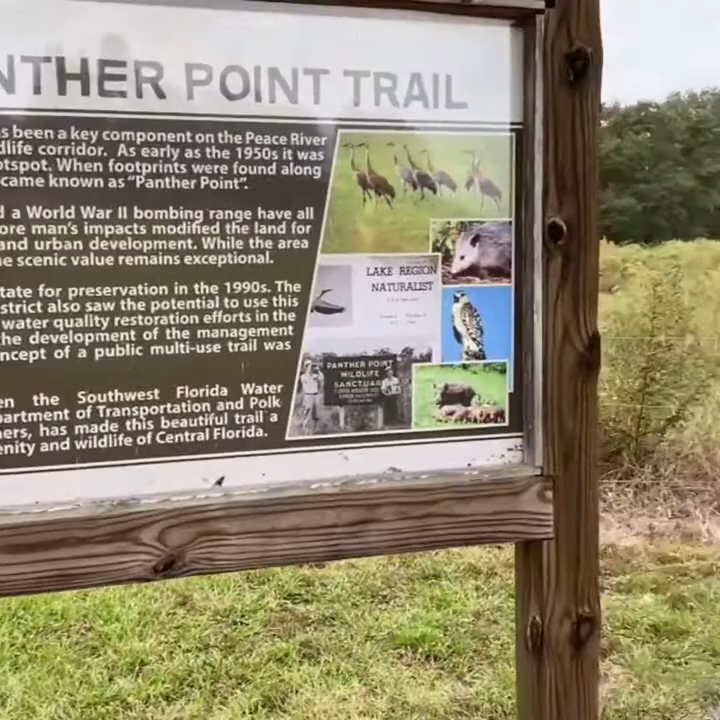 ANTHER POINT TRAIL
s been a key component on the Peace River
dlife corridor. As early as the 1950s it was
otspot. When footprints were found along
came known as "Panther Point".
d a World War II bombing range have all
ore man's impacts modified the land for
and urban development. While the area
e scenic value remains exceptional.
tate for preservation in the 1990s. The
strict also saw the potential to use this
water quality restoration efforts in the
the development of the management
ncept of a public multi-use trail was
en the Southwest Florida Water
partment of Transportation and Polk
ners, has made this beautiful trail a
enity and wildlife of Central Florida.
LAKE REGION
NATURALIST
PANTHER POINT
WILDLIFE
SANCTUARY